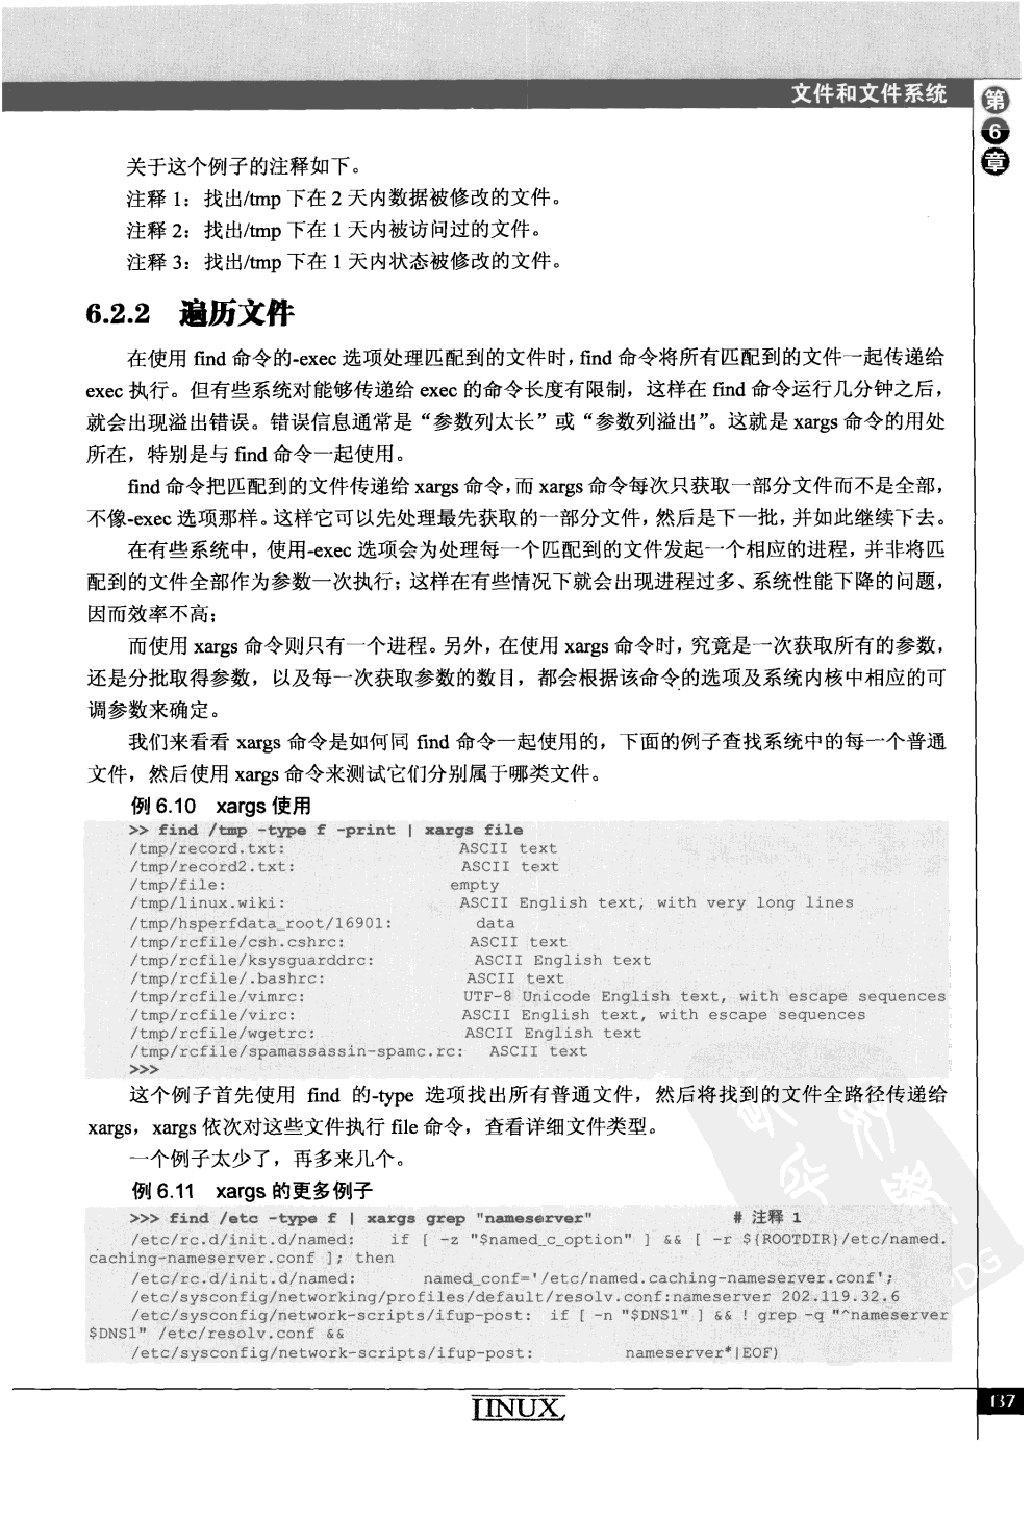 文件和文件系统
第
6
章
关于这个例子的注释如下。
注释 1：找出/tmp 下在 2 天内数据被修改的文件。
注释 2：找出/tmp 下在 1 天内被访问过的文件。
注释 3：找出/tmp 下在 1 天内状态被修改的文件。
6.2.2 遍历文件
在使用 find 命令的-exec 选项处理匹配到的文件时，find 命令将所有匹配到的文件一起传递给
exec 执行。但有些系统对能够传递给 exec 的命令长度有限制，这样在 find 命令运行几分钟之后，
就会出现溢出错误。错误信息通常是“参数列太长”或“参数列溢出”。这就是 xargs 命令的用处
所在，特别是与 find 命令一起使用。
find 命令把匹配到的文件传递给 xargs 命令，而 xargs 命令每次只获取一部分文件而不是全部，
不像-exec 选项那样。这样它可以先处理最先获取的一部分文件，然后是下一批，并如此继续下去。
在有些系统中，使用-exec 选项会为处理每一个匹配到的文件发起一个相应的进程，并非将匹
配到的文件全部作为参数一次执行；这样在有些情况下就会出现进程过多、系统性能下降的问题，
因而效率不高；
而使用 xargs 命令则只有一个进程。另外，在使用 xargs 命令时，究竟是一次获取所有的参数，
还是分批取得参数，以及每一次获取参数的数目，都会根据该命令的选项及系统内核中相应的可
调参数来确定。
我们来看看 xargs 命令是如何同 find 命令一起使用的，下面的例子查找系统中的每一个普通
文件，然后使用 xargs 命令来测试它们分别属于哪类文件。
例 6.10 xargs 使用
>> find /tmp -type f -print | xargs file
/tmp/record.txt: ASCII text
/tmp/record2.txt: ASCII text
/tmp/file: empty
/tmp/linux.wiki: ASCII English text, with very long lines
/tmp/hsperfdata_root/16901: data
/tmp/rcfile/csh.cshrc: ASCII text
/tmp/rcfile/ksysguarddrc: ASCII English text
/tmp/rcfile/.bashrc: ASCII text
/tmp/rcfile/vimrc: UTF-8 Unicode English text, with escape sequences
/tmp/rcfile/virc: ASCII English text, with escape sequences
/tmp/rcfile/wgetrc: ASCII English text
/tmp/rcfile/spamassassin-spamc.rc: ASCII text
>>>
这个例子首先使用 find 的-type 选项找出所有普通文件，然后将找到的文件全路径传递给
xargs，xargs 依次对这些文件执行 file 命令，查看详细文件类型。
一个例子太少了，再多来几个。
例 6.11 xargs 的更多例子
>>> find /etc -type f | xargs grep "nameserver" # 注释 1
/etc/rc.d/init.d/named: if [ -z "$named_c_option" ] && [ -r ${ROOTDIR}/etc/named.
caching-nameserver.conf ]; then
/etc/rc.d/init.d/named: named_conf='/etc/named.caching-nameserver.conf';
/etc/sysconfig/networking/profiles/default/resolv.conf:nameserver 202.119.32.6
/etc/sysconfig/network-scripts/ifup-post: if [ -n "$DNS1" ] && ! grep -q "^nameserver
$DNS1" /etc/resolv.conf &&
/etc/sysconfig/network-scripts/ifup-post: nameserver*|EOF)
LINUX
137